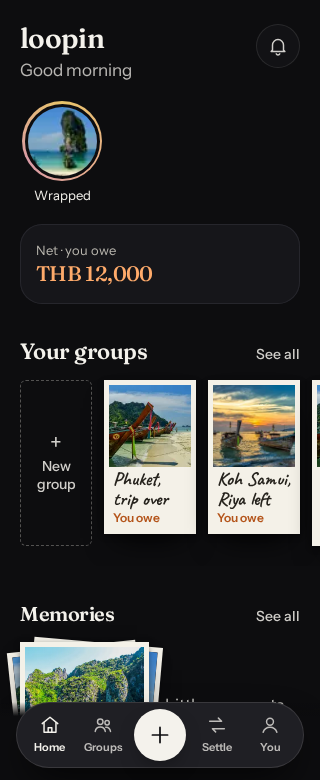 loopin
Good morning
Wrapped
Net · you owe
THB 12,000
Your groups
See all
+
New
group
Phuket,
trip over
You owe
Koh Samui,
Riya left
You owe
Memories
See all
Home
Groups
Settle
You